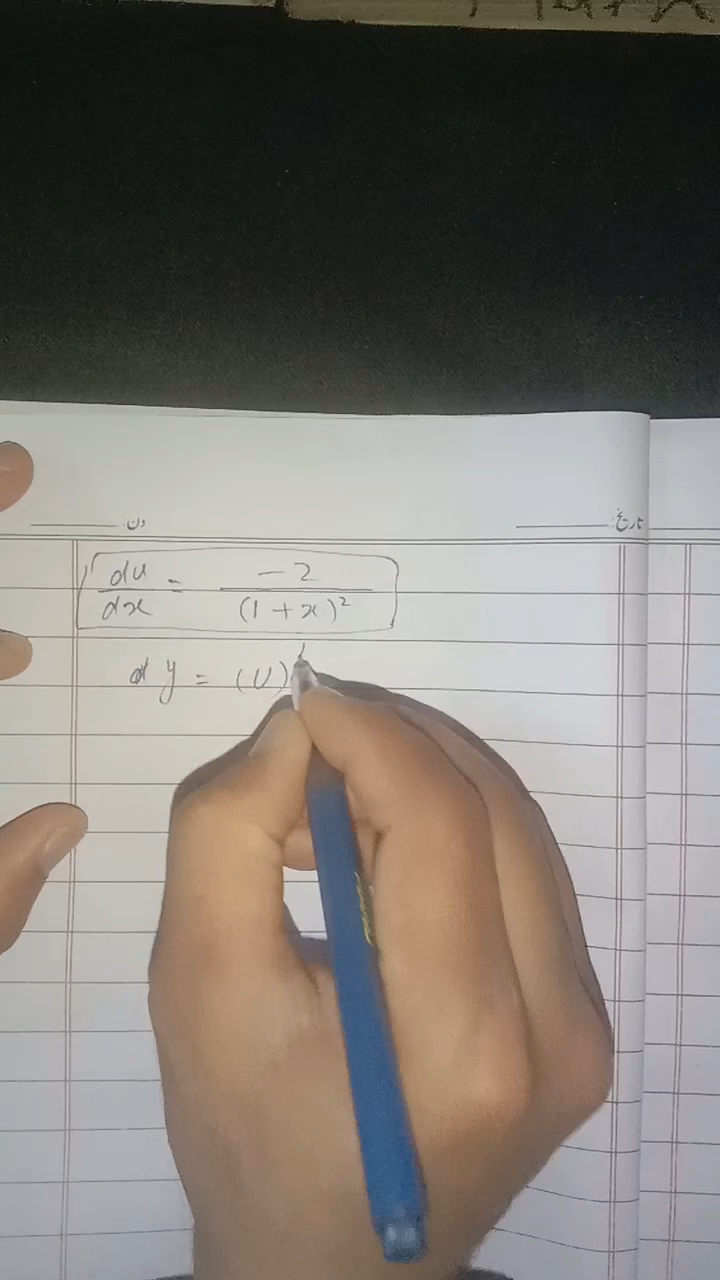 دن: تاریخ:
du/dx = -2/(1+x)²
dy = (U)